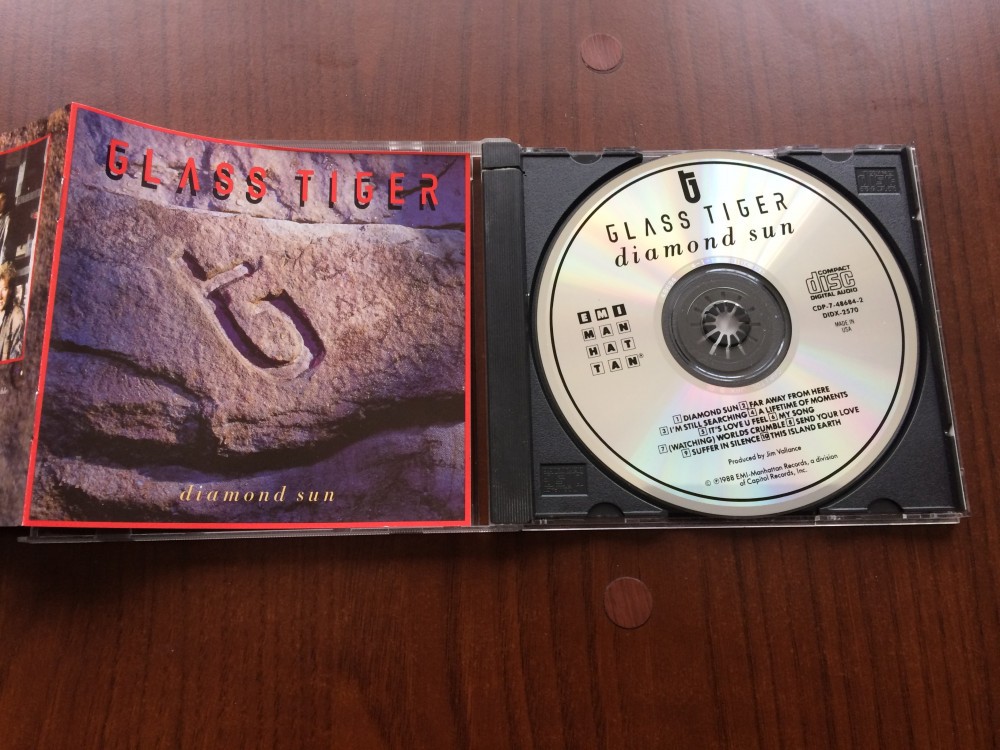 GLASS TIGER
diamond sun
GLASS TIGER
diamond sun
EMI
MAN
HAT
TAN®
COMPACT
disc
DIGITAL AUDIO
CDP-7-48684-2
DIDX-2570
MADE IN
USA
1 DIAMOND SUN 2 FAR AWAY FROM HERE
3 I'M STILL SEARCHING 4 A LIFETIME OF MOMENTS
5 IT'S LOVE U FEEL 6 MY SONG
7 (WATCHING) WORLDS CRUMBLE 8 SEND YOUR LOVE
9 SUFFER IN SILENCE 10 THIS ISLAND EARTH
Produced by Jim Vallance
© ℗1988 EMI-Manhattan Records, a division
of Capitol Records, Inc.